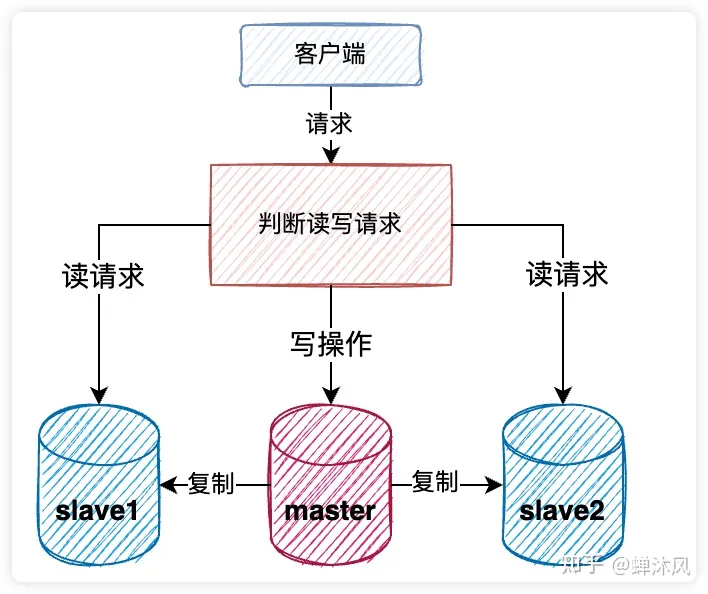 客户端
请求
判断读写请求
读请求
读请求
写操作
slave1
复制
master
复制
slave2
知乎 @蝉沐风